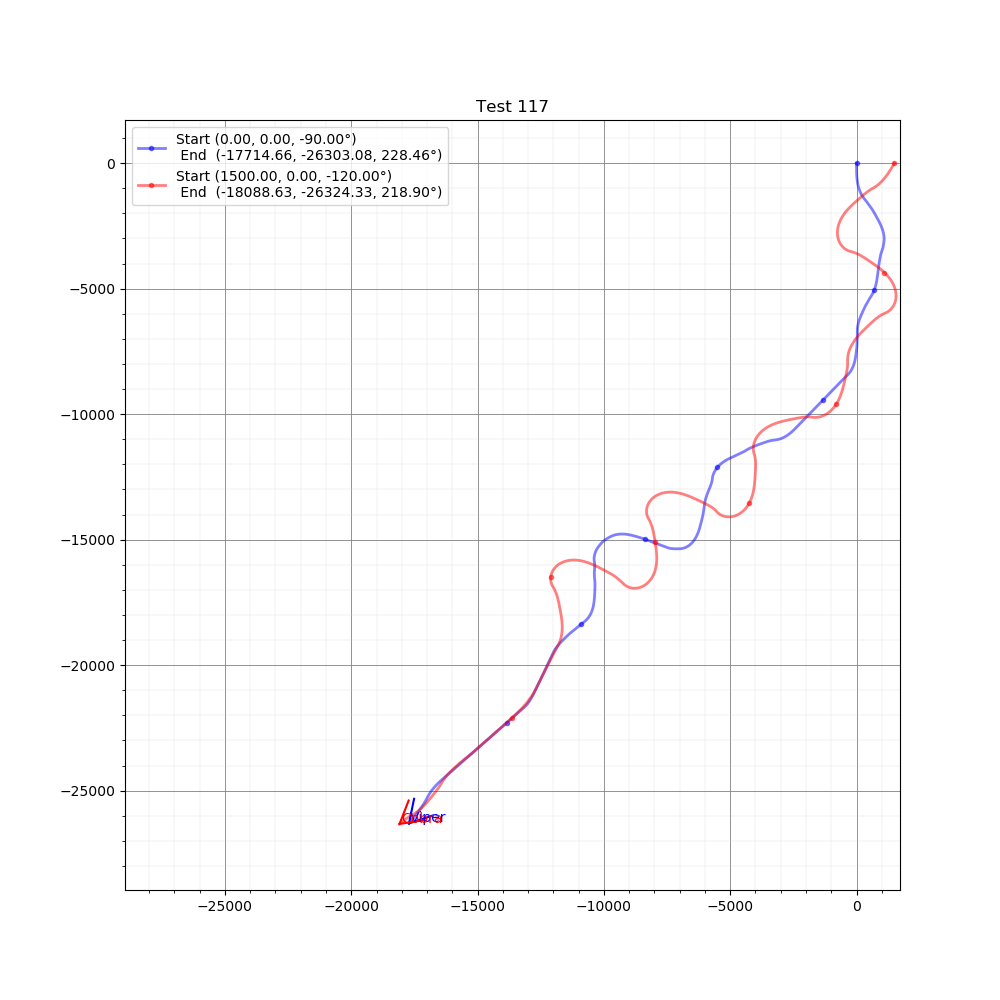 Test 117
Start (0.00, 0.00, -90.00°)
End  (-17714.66, -26303.08, 228.46°)
Start (1500.00, 0.00, -120.00°)
End  (-18088.63, -26324.33, 218.90°)
0
−5000
−10000
−15000
−20000
−25000
−25000
−20000
−15000
−10000
−5000
0